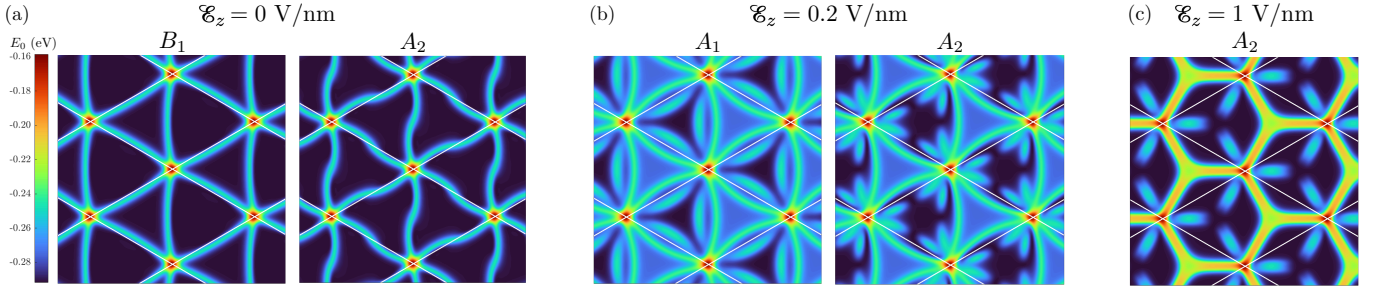 (a) ℰz = 0 V/nm
(b) ℰz = 0.2 V/nm
(c) ℰz = 1 V/nm
E0 (eV)
B1
A2
A1
A2
A2
-0.16
-0.18
-0.20
-0.22
-0.24
-0.26
-0.28